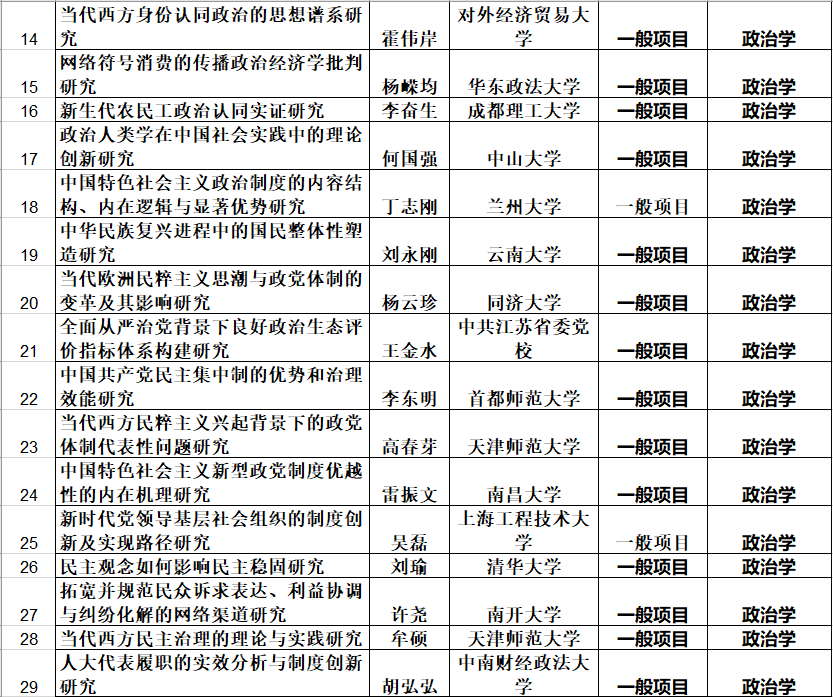 14 当代西方身份认同政治的思想谱系研究 霍伟岸 对外经济贸易大学 一般项目 政治学
15 网络符号消费的传播政治经济学批判研究 杨嵘均 华东政法大学 一般项目 政治学
16 新生代农民工政治认同实证研究 李奋生 成都理工大学 一般项目 政治学
17 政治人类学在中国社会实践中的理论创新研究 何国强 中山大学 一般项目 政治学
18 中国特色社会主义政治制度的内容结构、内在逻辑与显著优势研究 丁志刚 兰州大学 一般项目 政治学
19 中华民族复兴进程中的国民整体性塑造研究 刘永刚 云南大学 一般项目 政治学
20 当代欧洲民粹主义思潮与政党体制的变革及其影响研究 杨云珍 同济大学 一般项目 政治学
21 全面从严治党背景下良好政治生态评价指标体系构建研究 王金水 中共江苏省委党校 一般项目 政治学
22 中国共产党民主集中制的优势和治理效能研究 李东明 首都师范大学 一般项目 政治学
23 当代西方民粹主义兴起背景下的政党体制代表性问题研究 高春芽 天津师范大学 一般项目 政治学
24 中国特色社会主义新型政党制度优越性的内在机理研究 雷振文 南昌大学 一般项目 政治学
25 新时代党领导基层社会组织的制度创新及实现路径研究 吴磊 上海工程技术大学 一般项目 政治学
26 民主观念如何影响民主稳固研究 刘瑜 清华大学 一般项目 政治学
27 拓宽并规范民众诉求表达、利益协调与纠纷化解的网络渠道研究 许尧 南开大学 一般项目 政治学
28 当代西方民主治理的理论与实践研究 牟硕 天津师范大学 一般项目 政治学
29 人大代表履职的实效分析与制度创新研究 胡弘弘 中南财经政法大学 一般项目 政治学